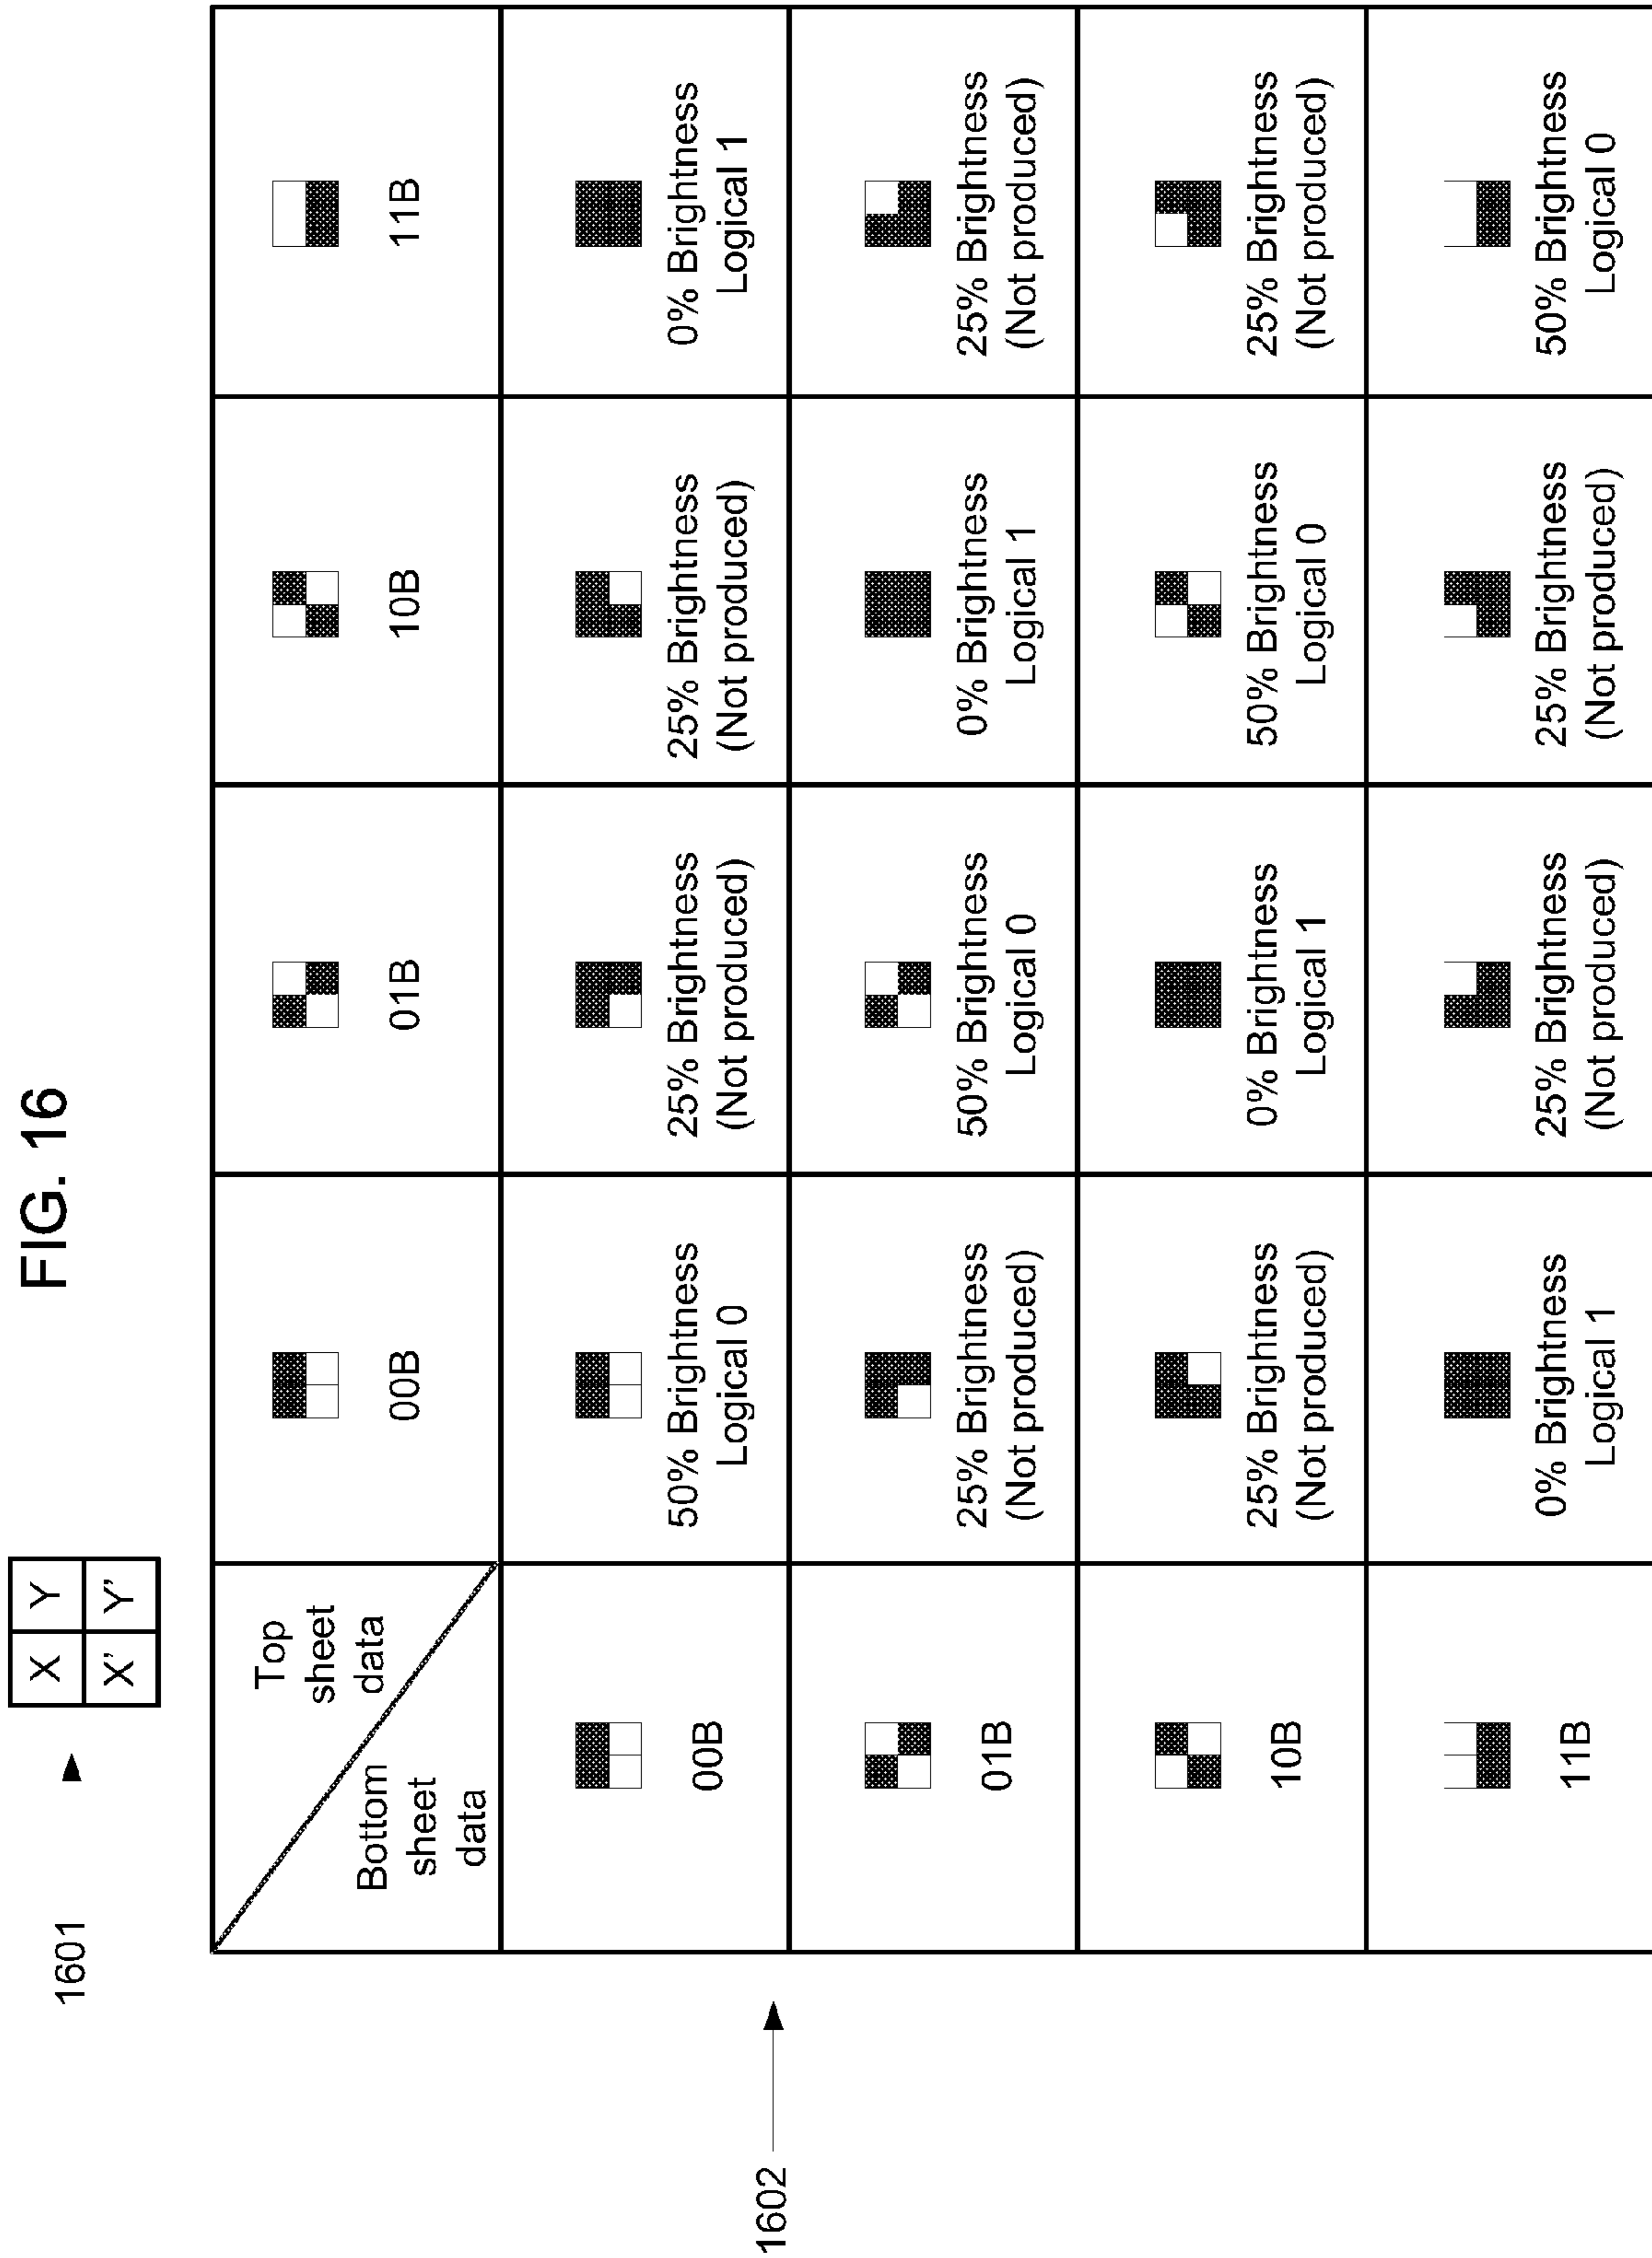 FIG. 16
1601
X Y
X' Y'
1602
Top
sheet
data
Bottom
sheet
data
00B
01B
10B
11B
00B
50% Brightness
Logical 0
25% Brightness
(Not produced)
25% Brightness
(Not produced)
0% Brightness
Logical 1
01B
25% Brightness
(Not produced)
50% Brightness
Logical 0
0% Brightness
Logical 1
25% Brightness
(Not produced)
10B
25% Brightness
(Not produced)
0% Brightness
Logical 1
50% Brightness
Logical 0
25% Brightness
(Not produced)
11B
0% Brightness
Logical 1
25% Brightness
(Not produced)
25% Brightness
(Not produced)
50% Brightness
Logical 0